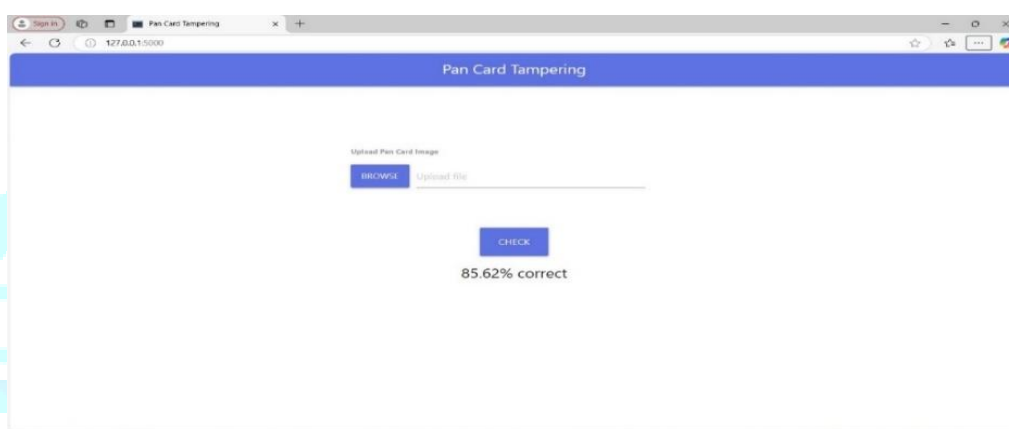 Sign in
Pan Card Tampering
127.0.0.1:5000
Pan Card Tampering
Upload Pan Card Image
BROWSE Upload file
CHECK
85.62% correct